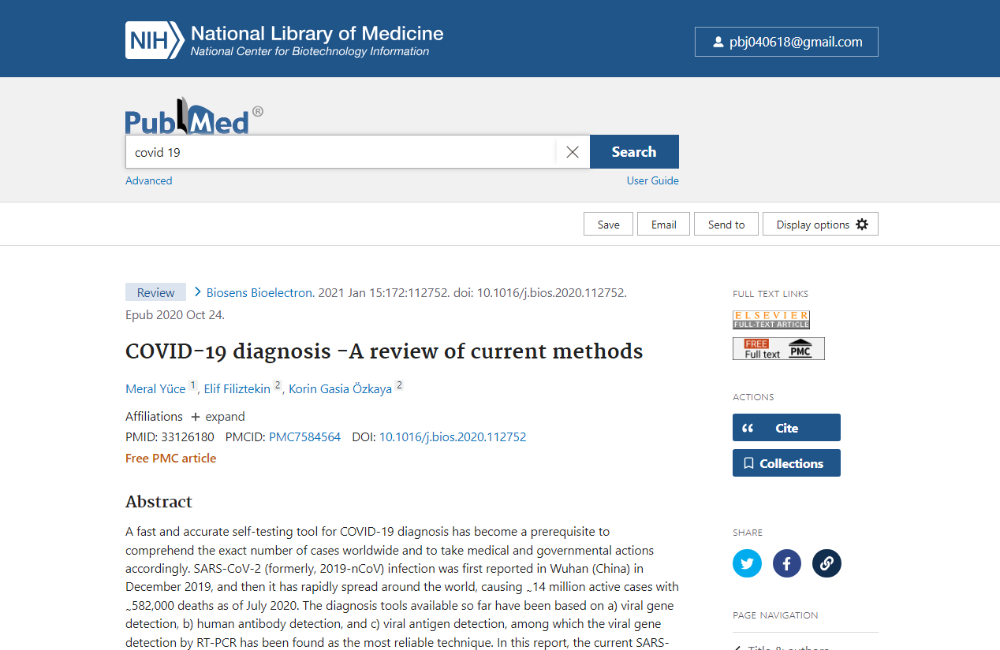 NIH National Library of Medicine
National Center for Biotechnology Information
pbj040618@gmail.com
PubMed®
covid 19
Search
Advanced
User Guide
Save
Email
Send to
Display options
Review
Biosens Bioelectron. 2021 Jan 15:172:112752. doi: 10.1016/j.bios.2020.112752.
Epub 2020 Oct 24.
COVID-19 diagnosis -A review of current methods
Meral Yüce 1, Elif Filiztekin 2, Korin Gasia Özkaya 2
Affiliations + expand
PMID: 33126180 PMCID: PMC7584564 DOI: 10.1016/j.bios.2020.112752
Free PMC article
Abstract
A fast and accurate self-testing tool for COVID-19 diagnosis has become a prerequisite to
comprehend the exact number of cases worldwide and to take medical and governmental actions
accordingly. SARS-CoV-2 (formerly, 2019-nCoV) infection was first reported in Wuhan (China) in
December 2019, and then it has rapidly spread around the world, causing ~14 million active cases with
~582,000 deaths as of July 2020. The diagnosis tools available so far have been based on a) viral gene
detection, b) human antibody detection, and c) viral antigen detection, among which the viral gene
detection by RT-PCR has been found as the most reliable technique. In this report, the current SARS-
FULL TEXT LINKS
ELSEVIER
FULL-TEXT ARTICLE
FREE
Full text PMC
ACTIONS
Cite
Collections
SHARE
PAGE NAVIGATION
Title & authors